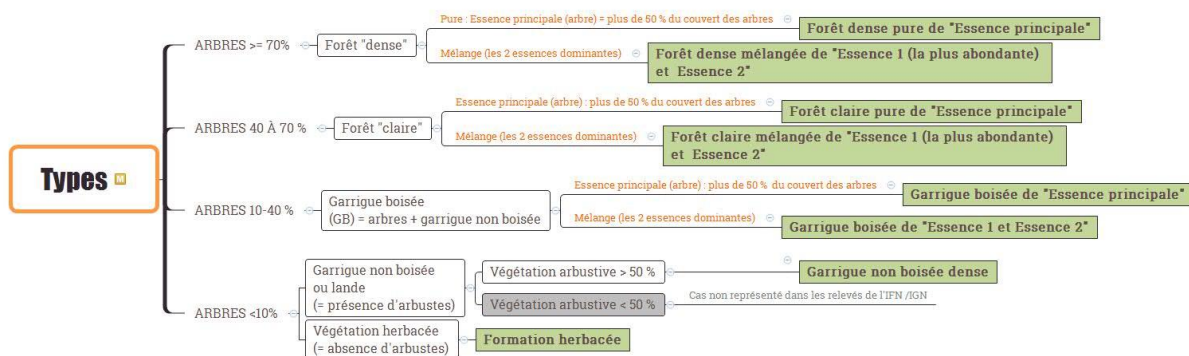 Types
M
ARBRES >= 70%
Forêt "dense"
Pure : Essence principale (arbre) = plus de 50 % du couvert des arbres
Forêt dense pure de "Essence principale"
Mélange (les 2 essences dominantes)
Forêt dense mélangée de "Essence 1 (la plus abondante)
et Essence 2"
ARBRES 40 À 70 %
Forêt "claire"
Essence principale (arbre) : plus de 50 % du couvert des arbres
Forêt claire pure de "Essence principale"
Mélange (les 2 essences dominantes)
Forêt claire mélangée de "Essence 1 (la plus abondante)
et Essence 2"
ARBRES 10-40 %
Garrigue boisée
(GB) = arbres + garrigue non boisée
Essence principale (arbre) : plus de 50 % du couvert des arbres
Garrigue boisée de "Essence principale"
Mélange (les 2 essences dominantes)
Garrigue boisée de "Essence 1 et Essence 2"
ARBRES <10%
Garrigue non boisée
ou lande
(= présence d'arbustes)
Végétation arbustive > 50 %
Garrigue non boisée dense
Végétation arbustive < 50 %
Cas non représenté dans les relevés de l'IFN /IGN
Végétation herbacée
(= absence d'arbustes)
Formation herbacée